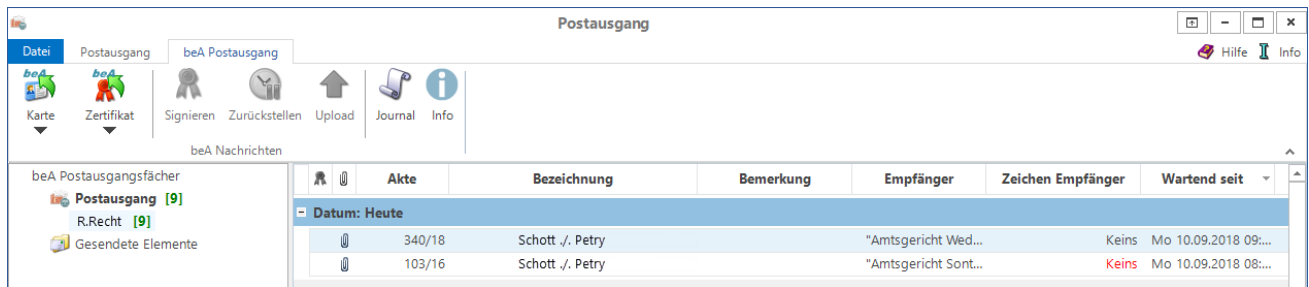 Postausgang
Datei Postausgang beA Postausgang Hilfe Info
beA beA
Karte Zertifikat Signieren Zurückstellen Upload Journal Info
beA Nachrichten
beA Postausgangsfächer
Postausgang [9]
R.Recht [9]
Gesendete Elemente
Akte Bezeichnung Bemerkung Empfänger Zeichen Empfänger Wartend seit
Datum: Heute
340/18 Schott ./. Petry "Amtsgericht Wed... Keins Mo 10.09.2018 09:...
103/16 Schott ./. Petry "Amtsgericht Sont... Keins Mo 10.09.2018 08:...